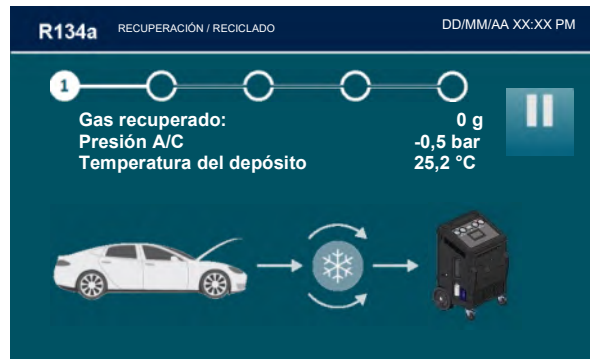 R134a RECUPERACIÓN / RECICLADO DD/MM/AA XX:XX PM
1
Gas recuperado: 0 g
Presión A/C -0,5 bar
Temperatura del depósito 25,2 °C